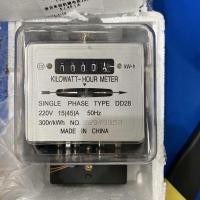 kW·h
KILOWATT-HOUR METER
SINGLE PHASE TYPE DD28
220V 15(45)A 50Hz
300r/kWh NO.
MADE IN CHINA